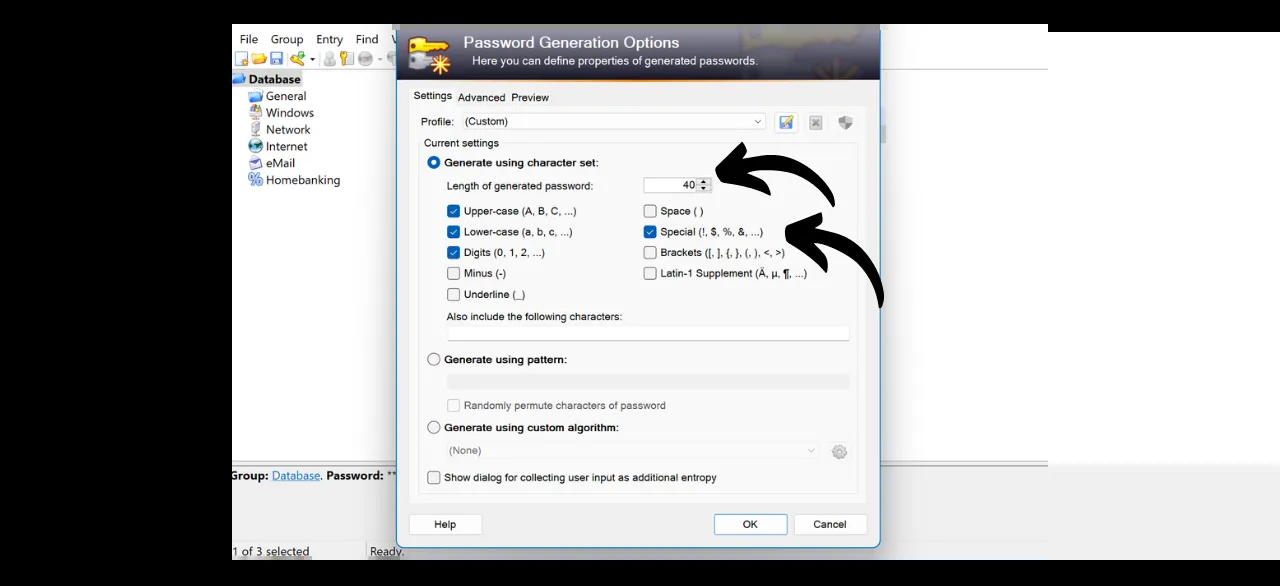 File Group Entry Find
Password Generation Options
Here you can define properties of generated passwords.
Database
General
Windows
Network
Internet
eMail
Homebanking
Settings Advanced Preview
Profile: (Custom)
Current settings
Generate using character set:
Length of generated password: 40
Upper-case (A, B, C, ...) Space ( )
Lower-case (a, b, c, ...) Special (!, $, %, &, ...)
Digits (0, 1, 2, ...) Brackets ([, ], {, }, (, ), <, >)
Minus (-) Latin-1 Supplement (Ä, µ, ¶, ...)
Underline (_)
Also include the following characters:
Generate using pattern:
Randomly permute characters of password
Generate using custom algorithm:
(None)
Show dialog for collecting user input as additional entropy
Group: Database. Password: **
Help OK Cancel
1 of 3 selected Ready.